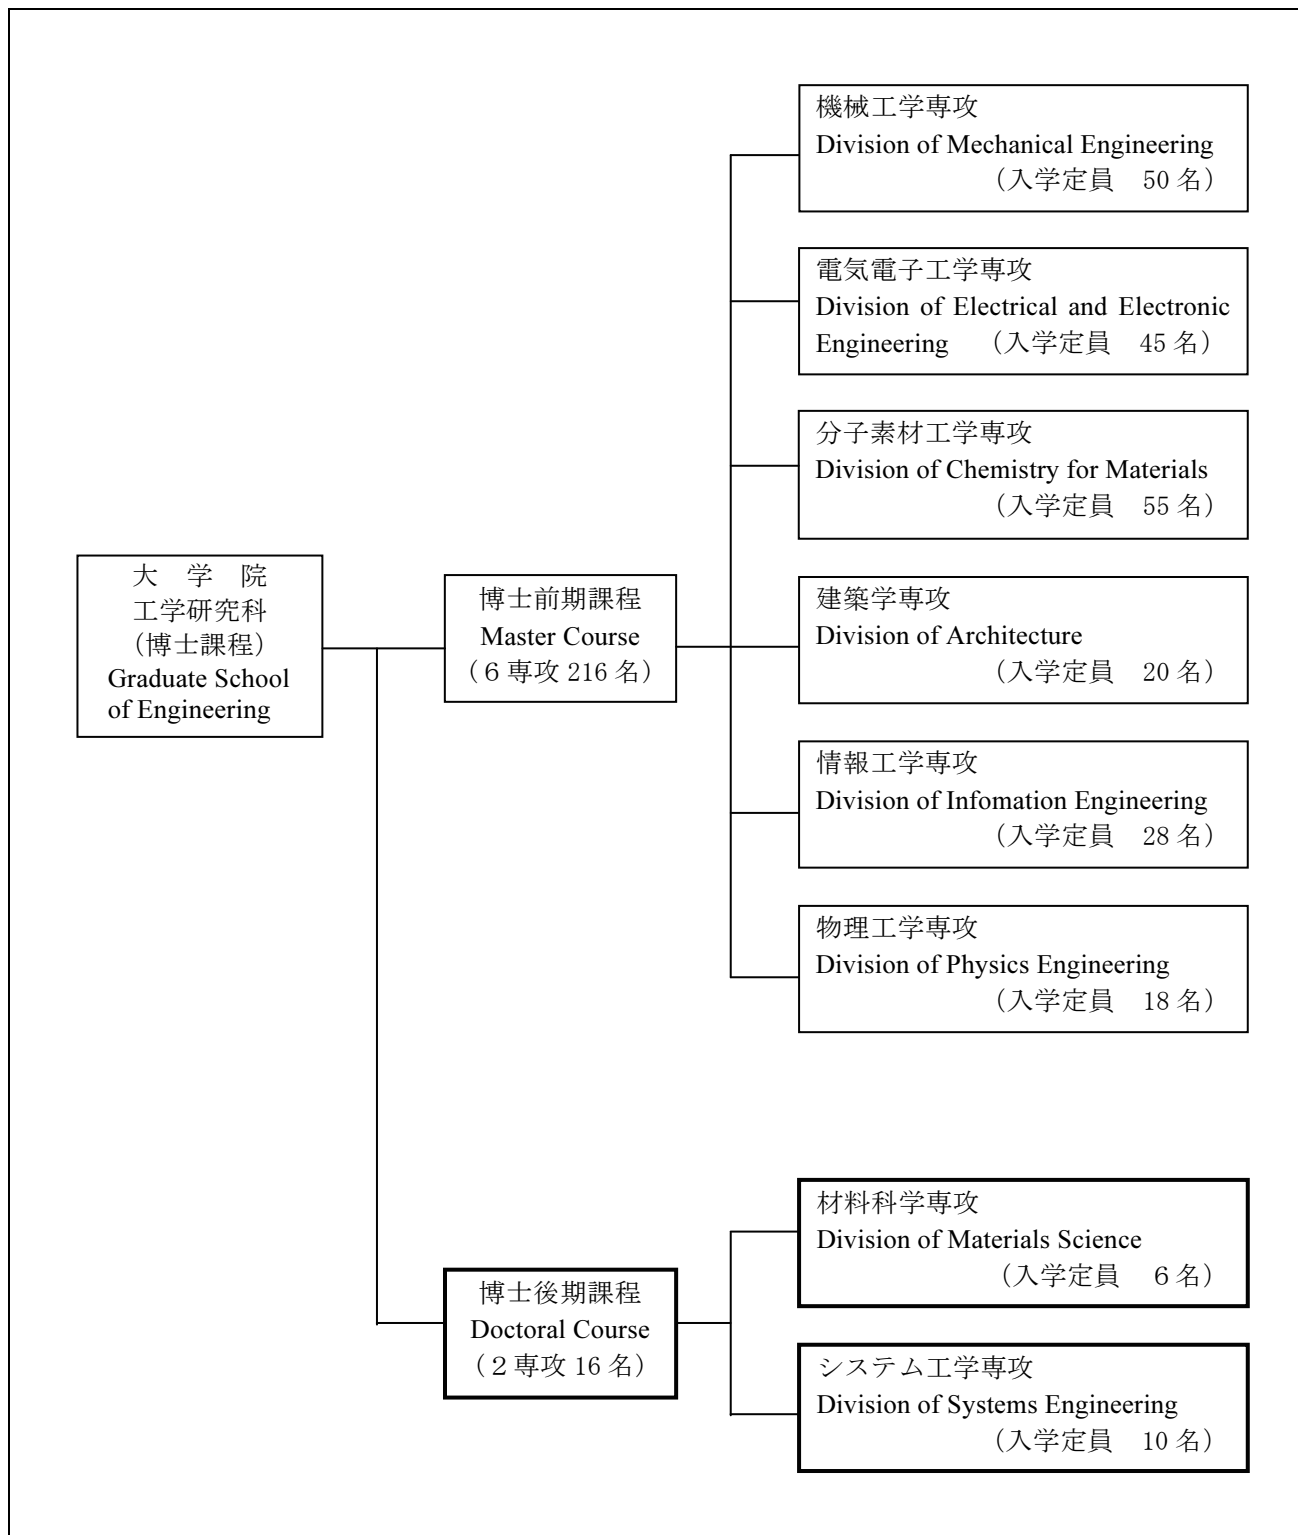 大　学　院
工学研究科
（博士課程）
Graduate School
of Engineering
博士前期課程
Master Course
（６専攻 216 名）
機械工学専攻
Division of Mechanical Engineering
（入学定員　50 名）
電気電子工学専攻
Division of Electrical and Electronic
Engineering　（入学定員　45 名）
分子素材工学専攻
Division of Chemistry for Materials
（入学定員　55 名）
建築学専攻
Division of Architecture
（入学定員　20 名）
情報工学専攻
Division of Infomation Engineering
（入学定員　28 名）
物理工学専攻
Division of Physics Engineering
（入学定員　18 名）
博士後期課程
Doctoral Course
（２専攻 16 名）
材料科学専攻
Division of Materials Science
（入学定員　６名）
システム工学専攻
Division of Systems Engineering
（入学定員　10 名）